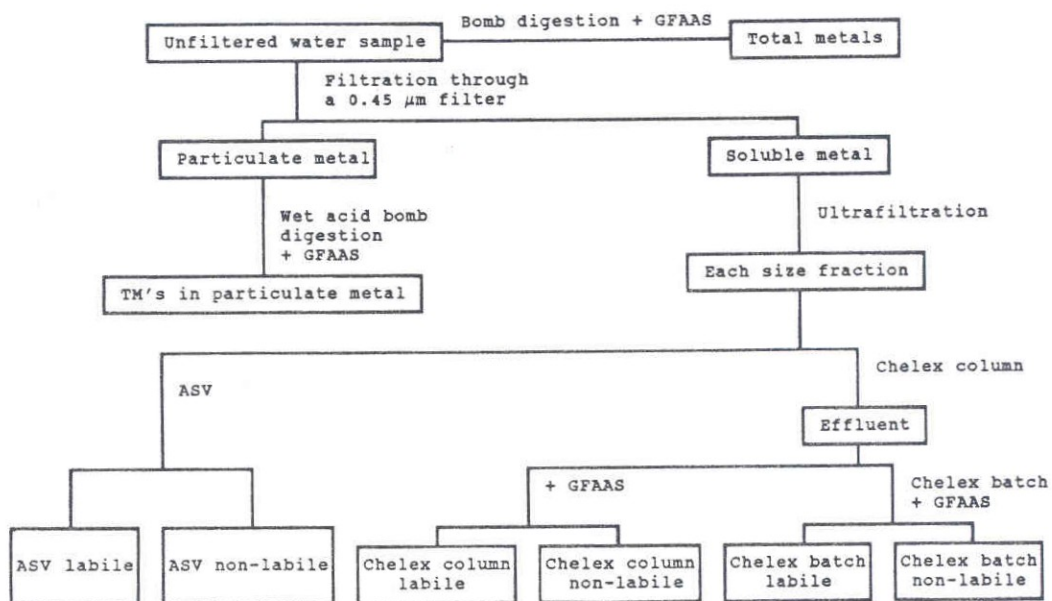 Bomb digestion + GFAAS
Unfiltered water sample
Total metals
Filtration through
a 0.45 μm filter
Particulate metal
Soluble metal
Wet acid bomb
digestion
+ GFAAS
Ultrafiltration
TM's in particulate metal
Each size fraction
ASV
Chelex column
Effluent
+ GFAAS
Chelex batch
+ GFAAS
ASV labile
ASV non-labile
Chelex column
labile
Chelex column
non-labile
Chelex batch
labile
Chelex batch
non-labile